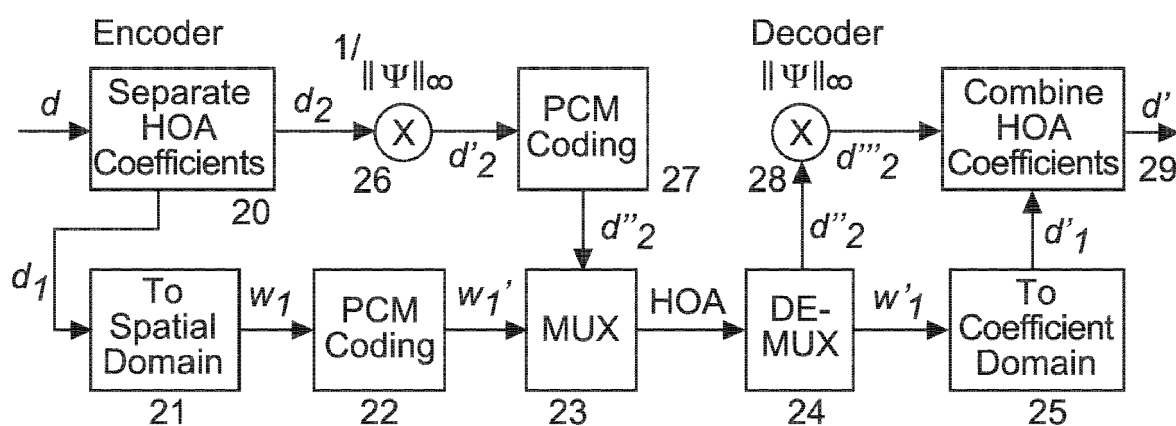 Encoder
Decoder
1/‖Ψ‖∞
‖Ψ‖∞
d
Separate
HOA
Coefficients
d2
X
d'2
PCM
Coding
X
d'''2
Combine
HOA
Coefficients
d'
20
26
27
28
29
d1
d''2
d''2
d'1
To
Spatial
Domain
w1
PCM
Coding
w1'
MUX
HOA
DE-
MUX
w'1
To
Coefficient
Domain
21
22
23
24
25